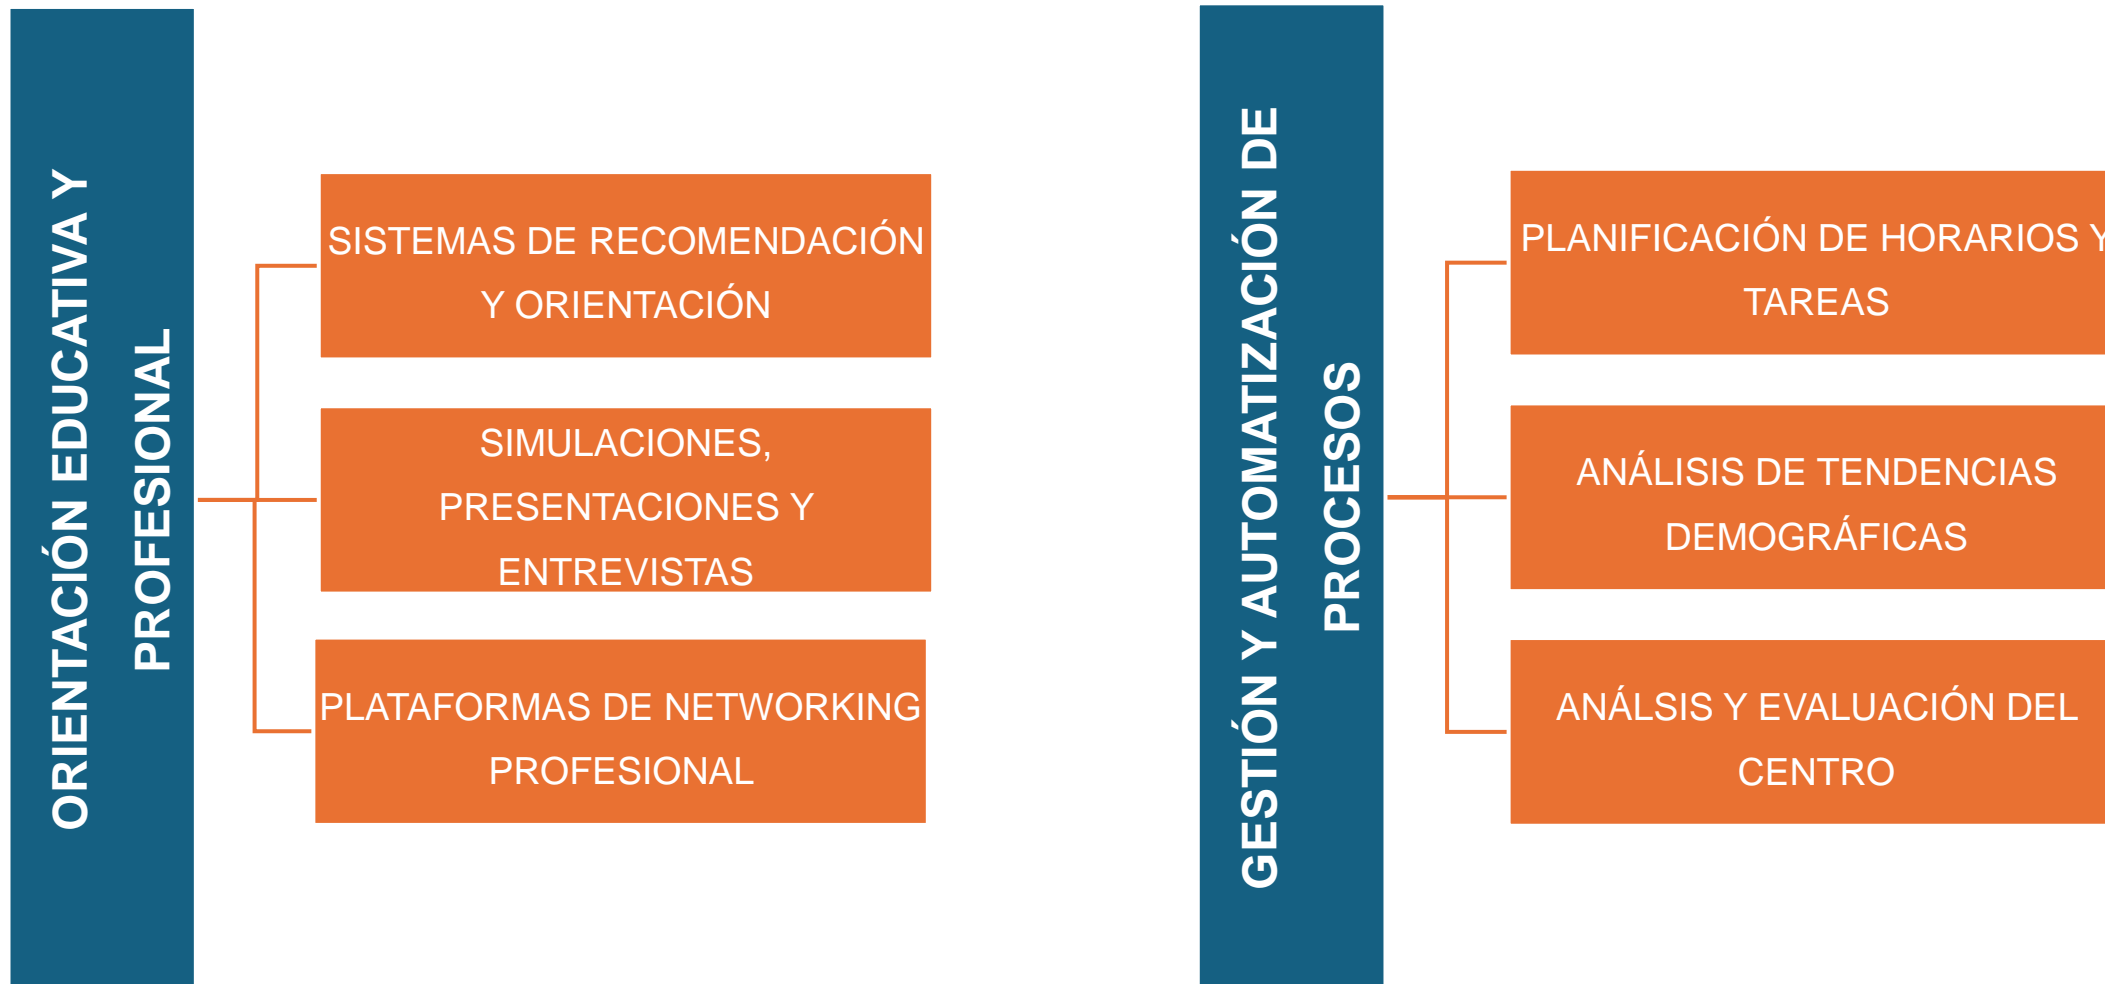 ORIENTACIÓN EDUCATIVA Y
PROFESIONAL
SISTEMAS DE RECOMENDACIÓN
Y ORIENTACIÓN
SIMULACIONES,
PRESENTACIONES Y
ENTREVISTAS
PLATAFORMAS DE NETWORKING
PROFESIONAL
GESTIÓN Y AUTOMATIZACIÓN DE
PROCESOS
PLANIFICACIÓN DE HORARIOS Y
TAREAS
ANÁLISIS DE TENDENCIAS
DEMOGRÁFICAS
ANÁLSIS Y EVALUACIÓN DEL
CENTRO